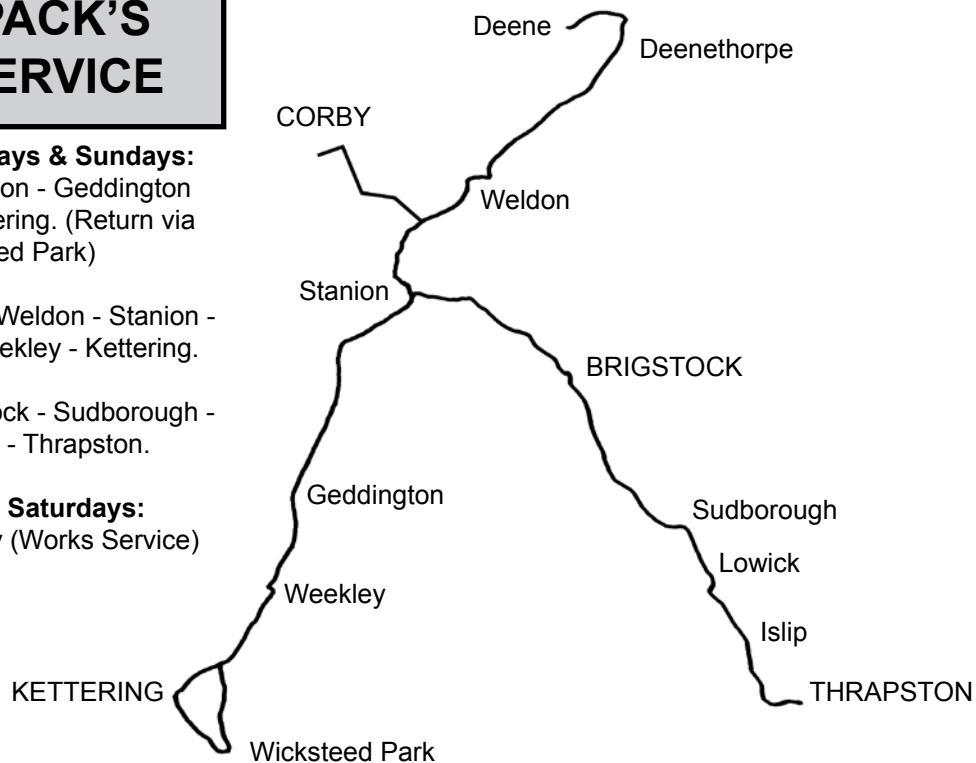 PACK'S
ERVICE
ays & Sundays:
on - Geddington
ering. (Return via
ed Park)
Weldon - Stanion -
ekley - Kettering.
ock - Sudborough -
- Thrapston.
Saturdays:
y (Works Service)
Deene
Deenethorpe
CORBY
Weldon
Stanion
BRIGSTOCK
Geddington
Sudborough
Lowick
Weekley
Islip
KETTERING
THRAPSTON
Wicksteed Park